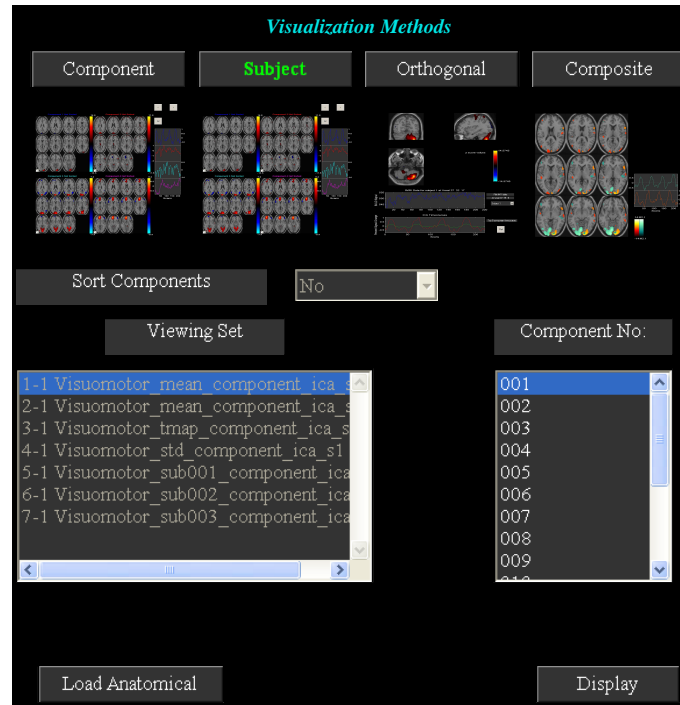 Visualization Methods
Component Subject Orthogonal Composite
Sort Components No
Viewing Set Component No:
1-1 Visuomotor_mean_component_ica_s 001
2-1 Visuomotor_mean_component_ica_s 002
3-1 Visuomotor_tmap_component_ica_s 003
4-1 Visuomotor_std_component_ica_s1 004
5-1 Visuomotor_sub001_component_ica 005
6-1 Visuomotor_sub002_component_ica 006
7-1 Visuomotor_sub003_component_ica 007
008
009
Load Anatomical Display